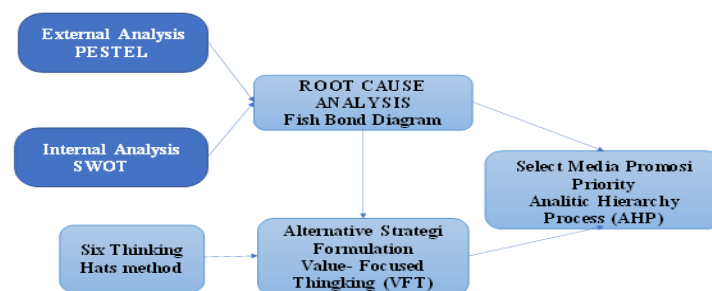 External Analysis
PESTEL
ROOT CAUSE
ANALYSIS
Fish Bond Diagram
Internal Analysis
SWOT
Select Media Promosi
Priority
Analitic Hierarchy
Process (AHP)
Six Thinking
Hats method
Alternative Strategi
Formulation
Value- Focused
Thingking (VFT)